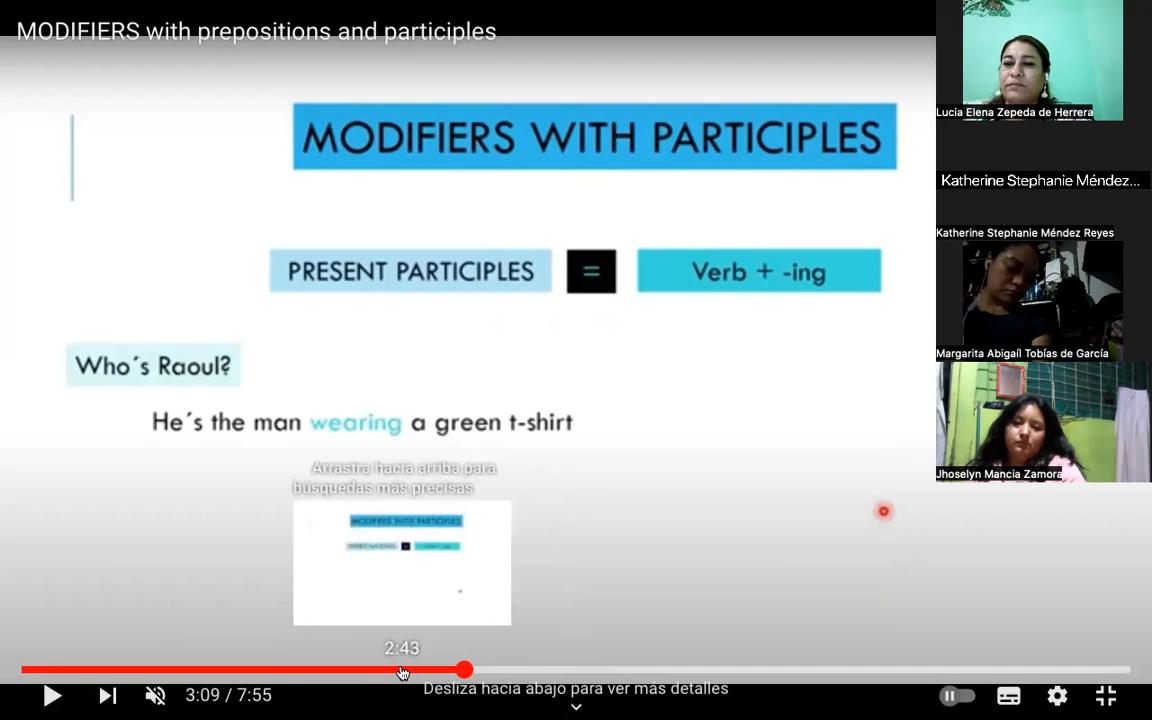 MODIFIERS with prepositions and participles
MODIFIERS WITH PARTICIPLES
PRESENT PARTICIPLES
=
Verb + -ing
Who´s Raoul?
He´s the man wearing a green t-shirt
Arrastra hacia arriba para
búsquedas más precisas
MODIFIERS WITH PARTICIPLES
2:43
3:09 / 7:55
Desliza hacia abajo para ver más detalles
Lucia Elena Zepeda de Herrera
Katherine Stephanie Méndez...
Katherine Stephanie Méndez Reyes
Margarita Abigaíl Tobías de García
Jhoselyn Mancia Zamora